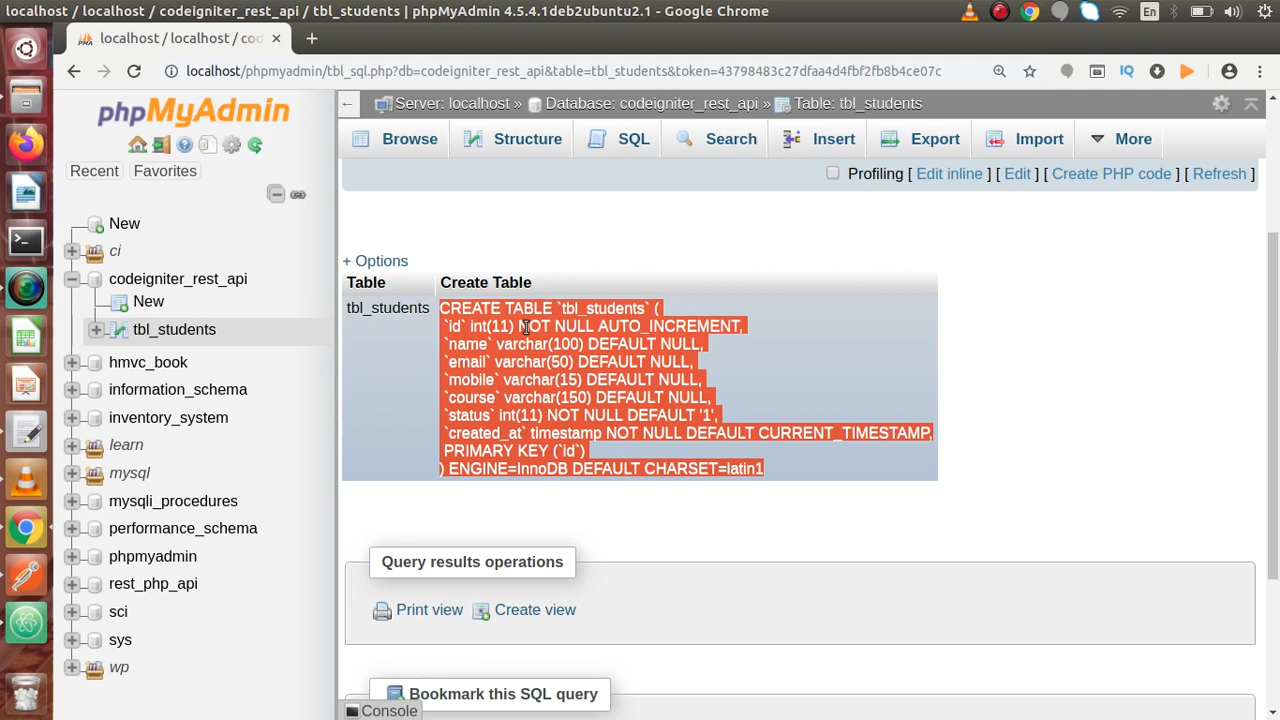 localhost / localhost / codeigniter_rest_api / tbl_students | phpMyAdmin 4.5.4.1deb2ubuntu2.1 - Google Chrome
En
PMA localhost / localhost / cod
localhost/phpmyadmin/tbl_sql.php?db=codeigniter_rest_api&table=tbl_students&token=43798483c27dfaa4d4fbf2fb8b4ce07c
IQ
phpMyAdmin
Recent
Favorites
New
ci
codeigniter_rest_api
New
tbl_students
hmvc_book
information_schema
inventory_system
learn
mysql
mysqli_procedures
performance_schema
phpmyadmin
rest_php_api
sci
sys
wp
Server: localhost » Database: codeigniter_rest_api » Table: tbl_students
Browse
Structure
SQL
Search
Insert
Export
Import
More
Profiling [ Edit inline ] [ Edit ] [ Create PHP code ] [ Refresh ]
+ Options
Table Create Table
tbl_students CREATE TABLE `tbl_students` (
`id` int(11) NOT NULL AUTO_INCREMENT,
`name` varchar(100) DEFAULT NULL,
`email` varchar(50) DEFAULT NULL,
`mobile` varchar(15) DEFAULT NULL,
`course` varchar(150) DEFAULT NULL,
`status` int(11) NOT NULL DEFAULT '1',
`created_at` timestamp NOT NULL DEFAULT CURRENT_TIMESTAMP,
PRIMARY KEY (`id`)
) ENGINE=InnoDB DEFAULT CHARSET=latin1
Query results operations
Print view
Create view
Bookmark this SQL query
Console